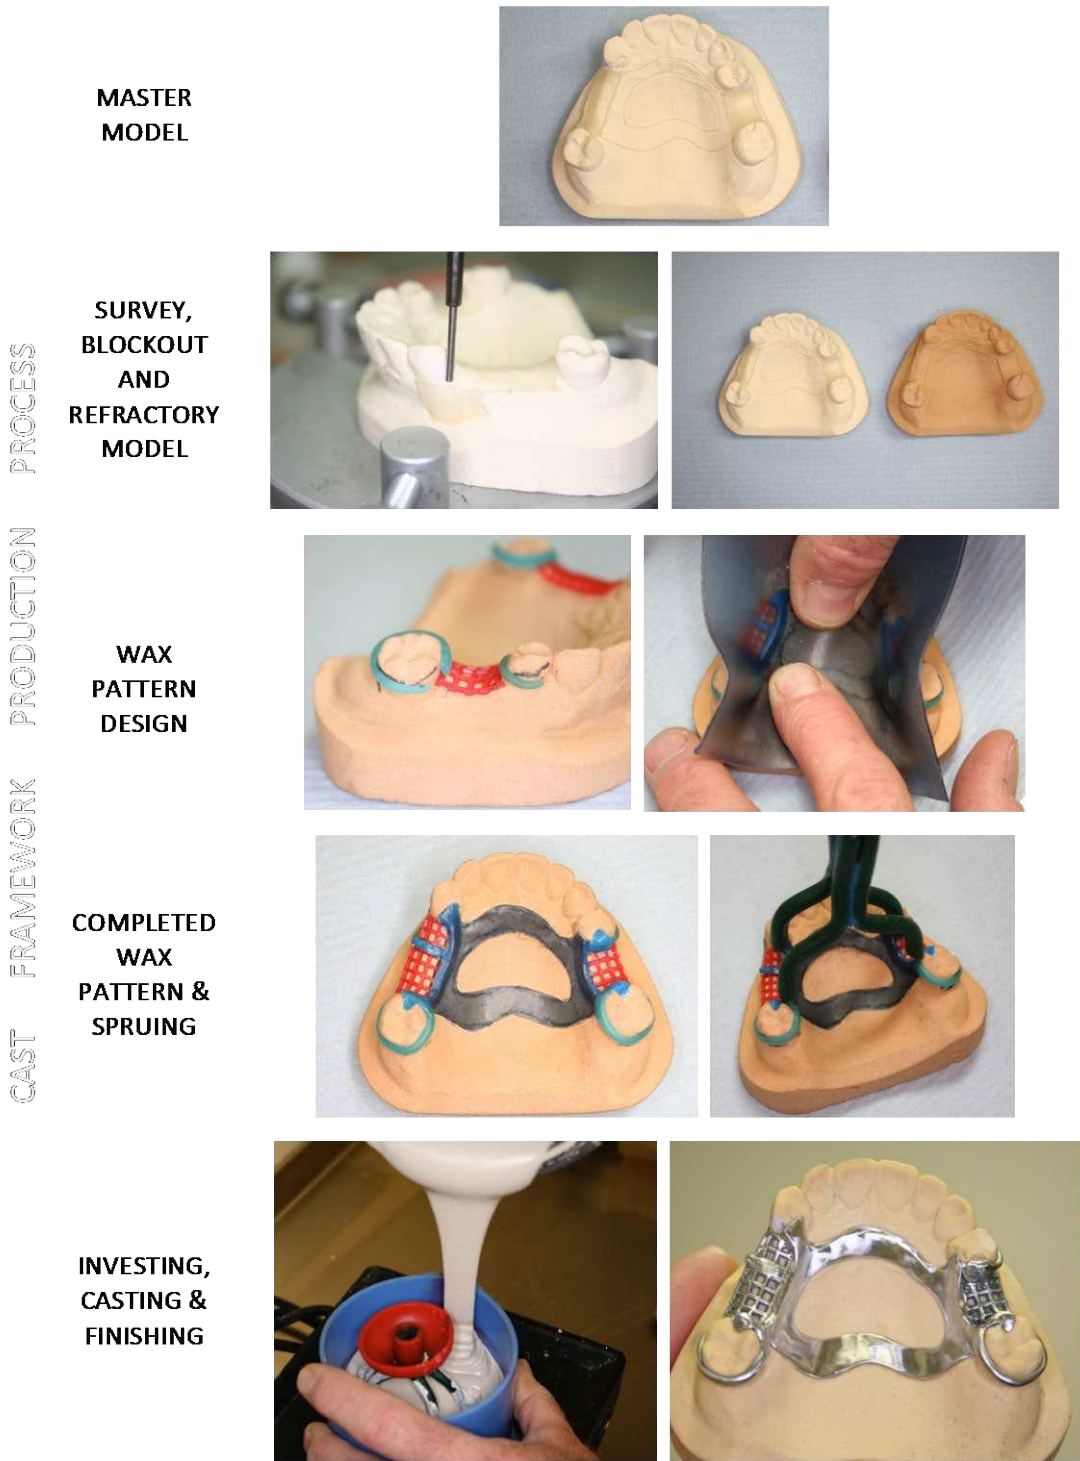 MASTER
MODEL
SURVEY,
BLOCKOUT
AND
REFRACTORY
MODEL
WAX
PATTERN
DESIGN
COMPLETED
WAX
PATTERN &
SPRUING
INVESTING,
CASTING &
FINISHING
CAST FRAMEWORK PRODUCTION PROCESS